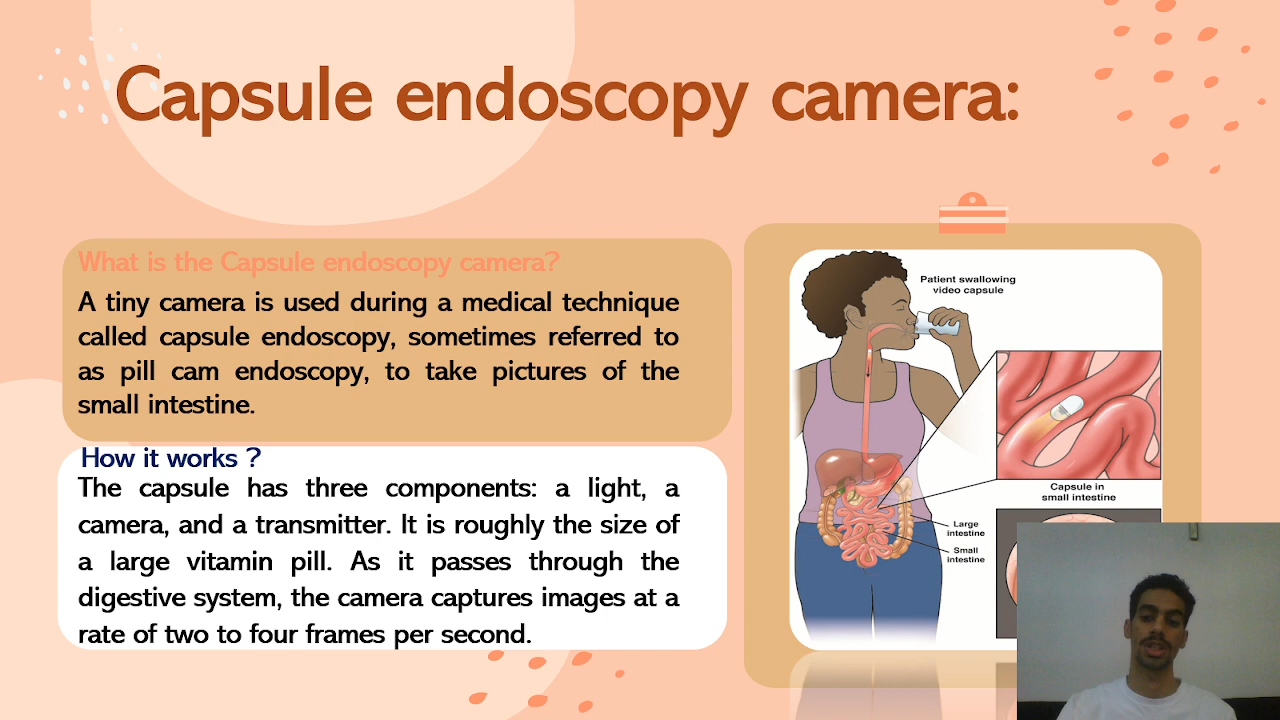 Capsule endoscopy camera:
What is the Capsule endoscopy camera?
A tiny camera is used during a medical technique
called capsule endoscopy, sometimes referred to
as pill cam endoscopy, to take pictures of the
small intestine.
How it works ?
The capsule has three components: a light, a
camera, and a transmitter. It is roughly the size of
a large vitamin pill. As it passes through the
digestive system, the camera captures images at a
rate of two to four frames per second.
Patient swallowing
video capsule
Capsule in
small intestine
Large
intestine
Small
intestine